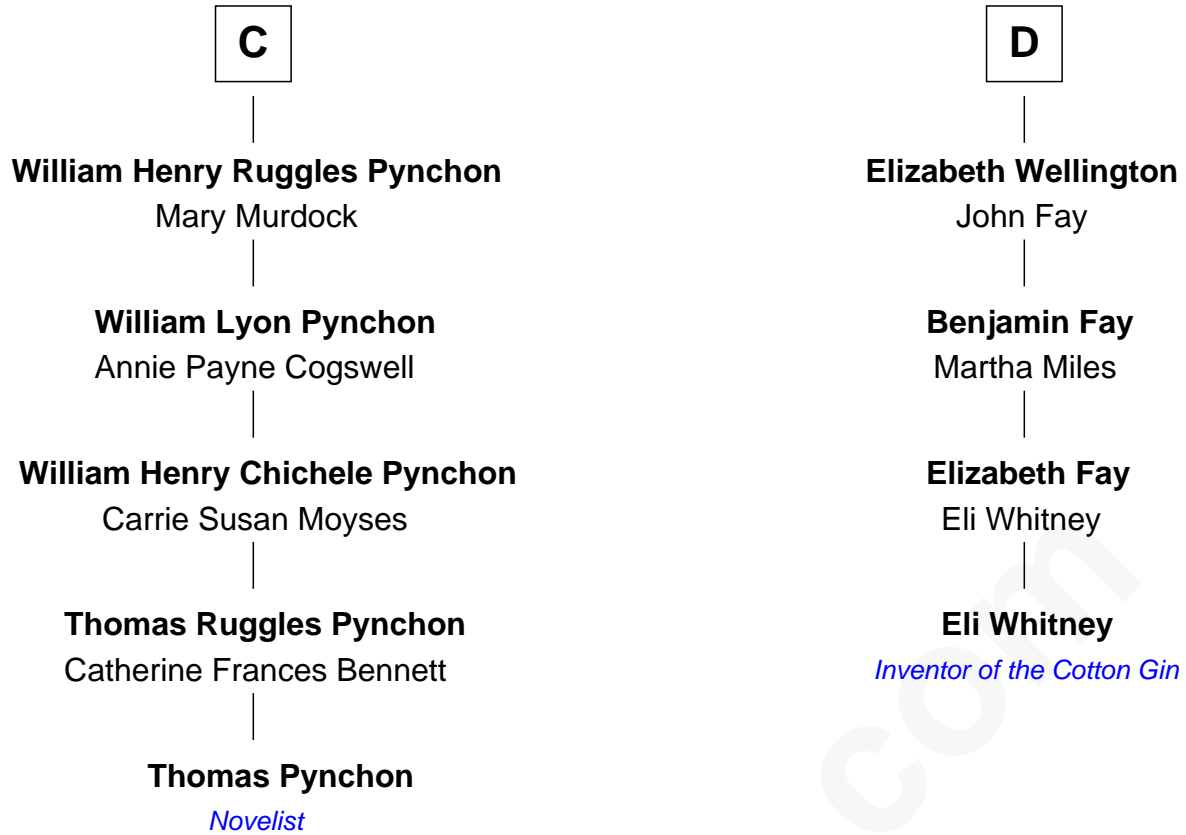 C
William Henry Ruggles Pynchon
Mary Murdock
William Lyon Pynchon
Annie Payne Cogswell
William Henry Chichele Pynchon
Carrie Susan Moyses
Thomas Ruggles Pynchon
Catherine Frances Bennett
Thomas Pynchon
Novelist
D
Elizabeth Wellington
John Fay
Benjamin Fay
Martha Miles
Elizabeth Fay
Eli Whitney
Eli Whitney
Inventor of the Cotton Gin
com